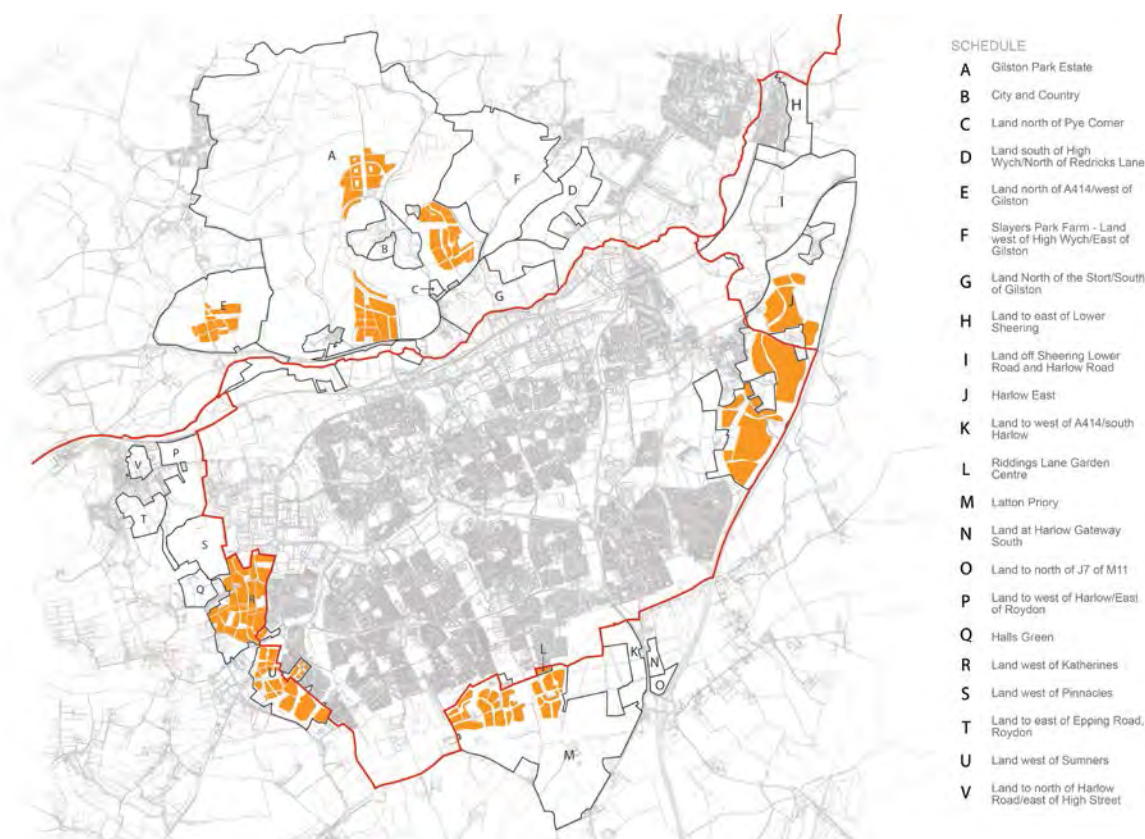 SCHEDULE
A Gilston Park Estate
B City and Country
C Land north of Pye Corner
D Land south of High
Wych/North of Redricks Lane
E Land north of A414/west of
Gilston
F Slayers Park Farm - Land
west of High Wych/East of
Gilston
G Land North of the Stort/South
of Gilston
H Land to east of Lower
Sheering
I Land off Sheering Lower
Road and Harlow Road
J Harlow East
K Land to west of A414/south
Harlow
L Riddings Lane Garden
Centre
M Latton Priory
N Land at Harlow Gateway
South
O Land to north of J7 of M11
P Land to west of Harlow/East
of Roydon
Q Halls Green
R Land west of Katherines
S Land west of Pinnacles
T Land to east of Epping Road,
Roydon
U Land west of Sumners
V Land to north of Harlow
Road/east of High Street
H
A
F
D
I
B
C
G
E
J
P
V
T
S
Q
R
U
L
K
N
O
M